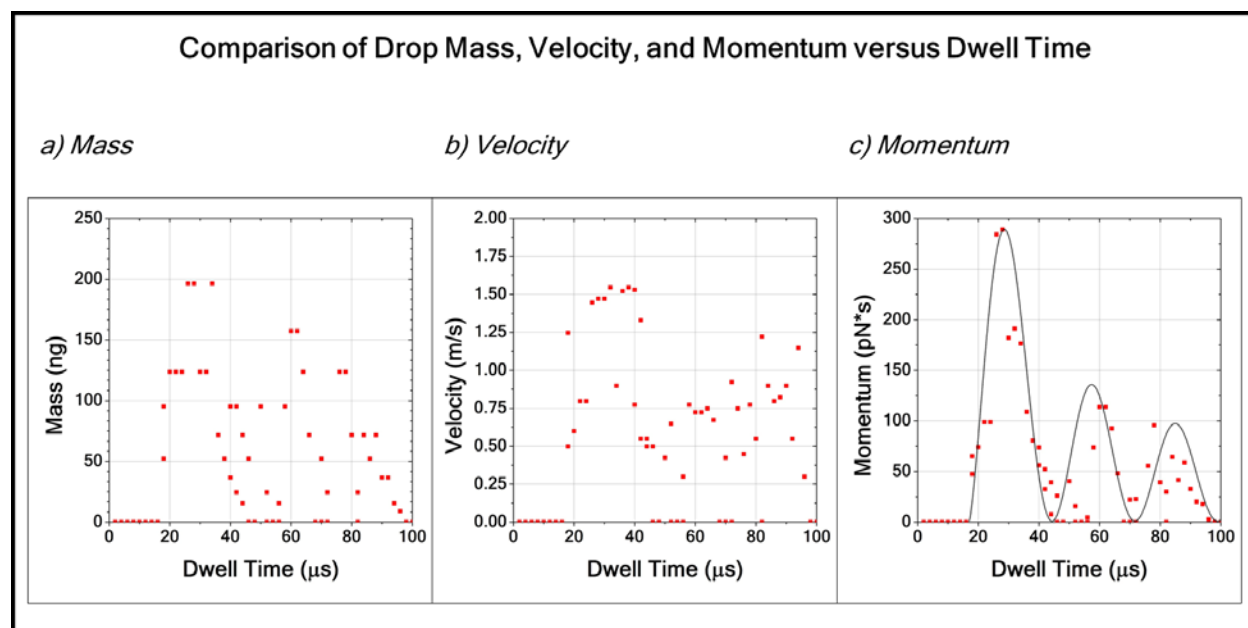 Comparison of Drop Mass, Velocity, and Momentum versus Dwell Time
a) Mass
b) Velocity
c) Momentum
250
200
150
100
50
0
Mass (ng)
0 20 40 60 80 100
Dwell Time (μs)
2.00
1.75
1.50
1.25
1.00
0.75
0.50
0.25
0.00
Velocity (m/s)
0 20 40 60 80 100
Dwell Time (μs)
300
250
200
150
100
50
0
Momentum (pN*s)
0 20 40 60 80 100
Dwell Time (μs)